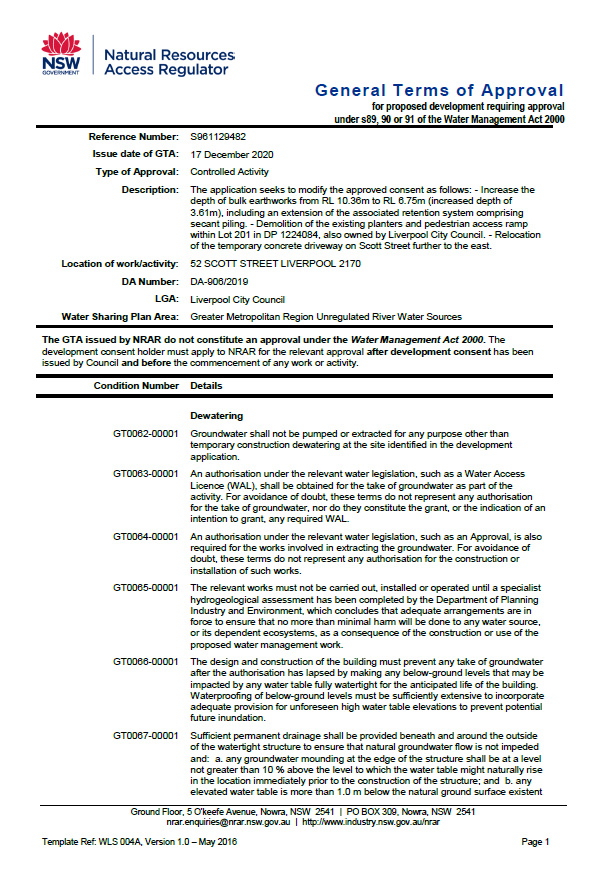 NSW
GOVERNMENT
Natural Resources
Access Regulator
General Terms of Approval
for proposed development requiring approval
under s89, 90 or 91 of the Water Management Act 2000
Reference Number: S961129482
Issue date of GTA: 17 December 2020
Type of Approval: Controlled Activity
Description: The application seeks to modify the approved consent as follows: - Increase the
depth of bulk earthworks from RL 10.36m to RL 6.75m (increased depth of
3.61m), including an extension of the associated retention system comprising
secant piling. - Demolition of the existing planters and pedestrian access ramp
within Lot 201 in DP 1224084, also owned by Liverpool City Council. - Relocation
of the temporary concrete driveway on Scott Street further to the east.
Location of work/activity: 52 SCOTT STREET LIVERPOOL 2170
DA Number: DA-906/2019
LGA: Liverpool City Council
Water Sharing Plan Area: Greater Metropolitan Region Unregulated River Water Sources
The GTA issued by NRAR do not constitute an approval under the Water Management Act 2000. The
development consent holder must apply to NRAR for the relevant approval after development consent has been
issued by Council and before the commencement of any work or activity.
Condition Number Details
Dewatering
GT0062-00001 Groundwater shall not be pumped or extracted for any purpose other than
temporary construction dewatering at the site identified in the development
application.
GT0063-00001 An authorisation under the relevant water legislation, such as a Water Access
Licence (WAL), shall be obtained for the take of groundwater as part of the
activity. For avoidance of doubt, these terms do not represent any authorisation
for the take of groundwater, nor do they constitute the grant, or the indication of an
intention to grant, any required WAL.
GT0064-00001 An authorisation under the relevant water legislation, such as an Approval, is also
required for the works involved in extracting the groundwater. For avoidance of
doubt, these terms do not represent any authorisation for the construction or
installation of such works.
GT0065-00001 The relevant works must not be carried out, installed or operated until a specialist
hydrogeological assessment has been completed by the Department of Planning
Industry and Environment, which concludes that adequate arrangements are in
force to ensure that no more than minimal harm will be done to any water source,
or its dependent ecosystems, as a consequence of the construction or use of the
proposed water management work.
GT0066-00001 The design and construction of the building must prevent any take of groundwater
after the authorisation has lapsed by making any below-ground levels that may be
impacted by any water table fully watertight for the anticipated life of the building.
Waterproofing of below-ground levels must be sufficiently extensive to incorporate
adequate provision for unforeseen high water table elevations to prevent potential
future inundation.
GT0067-00001 Sufficient permanent drainage shall be provided beneath and around the outside
of the watertight structure to ensure that natural groundwater flow is not impeded
and: a. any groundwater mounding at the edge of the structure shall be at a level
not greater than 10 % above the level to which the water table might naturally rise
in the location immediately prior to the construction of the structure; and b. any
elevated water table is more than 1.0 m below the natural ground surface existent
Ground Floor, 5 O'keefe Avenue, Nowra, NSW 2541 | PO BOX 309, Nowra, NSW 2541
nrar.enquiries@nrar.nsw.gov.au | http://www.industry.nsw.gov.au/nrar
Template Ref: WLS 004A, Version 1.0 – May 2016 Page 1